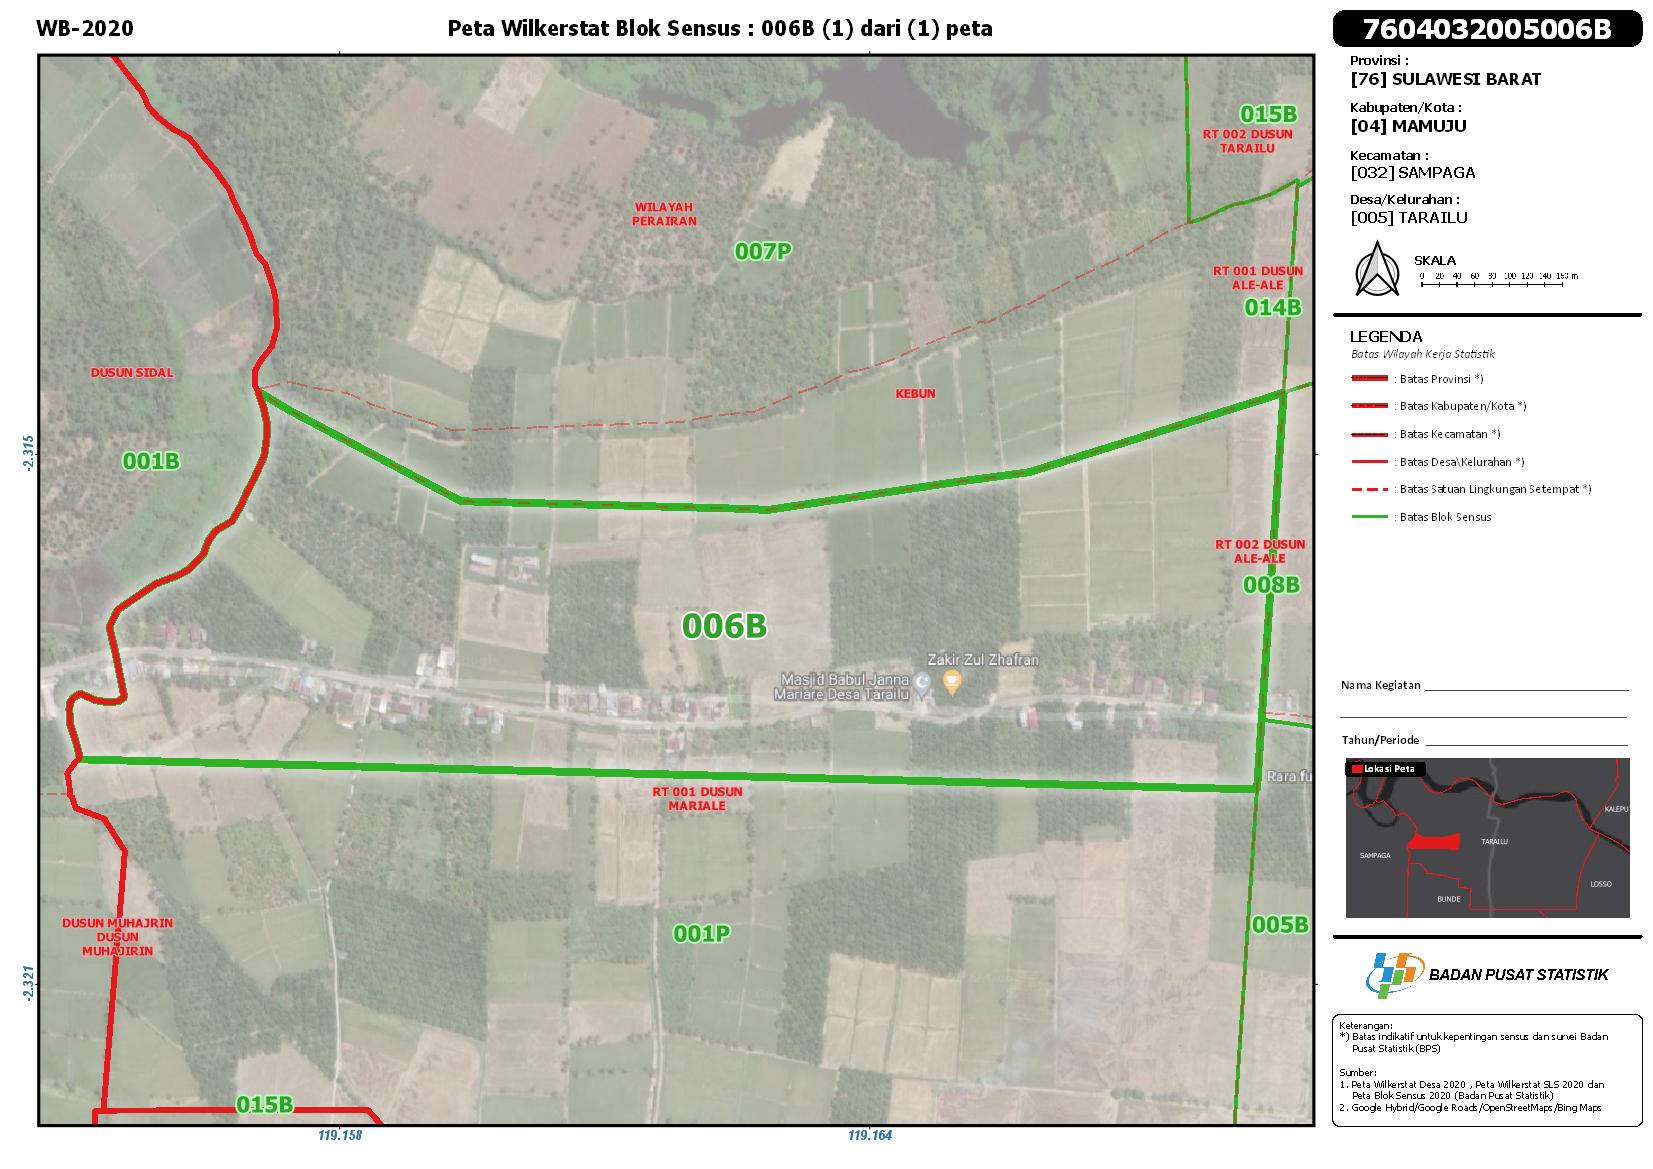 WB-2020
Peta Wilkerstat Blok Sensus : 006B (1) dari (1) peta
7604032005006B
Provinsi :
[76] SULAWESI BARAT
Kabupaten/Kota :
[04] MAMUJU
Kecamatan :
[032] SAMPAGA
Desa/Kelurahan :
[005] TARAILU
SKALA
0 20 40 60 80 100 120 140 160 m
LEGENDA
Batas Wilayah Kerja Statistik
: Batas Provinsi *)
: Batas Kabupaten/Kota *)
: Batas Kecamatan *)
: Batas Desa\Kelurahan *)
: Batas Satuan Lingkungan Setempat *)
: Batas Blok Sensus
Nama Kegiatan
Tahun/Periode
Lokasi Peta
KALEPU
SAMPAGA
TARAILU
LOSSO
BUNDE
BADAN PUSAT STATISTIK
Keterangan:
*) Batas indikatif untuk kepentingan sensus dan survei Badan
Pusat Statistik (BPS)
Sumber:
1. Peta Wilkerstat Desa 2020 , Peta Wilkerstat SLS 2020 dan
Peta Blok Sensus 2020 (Badan Pusat Statistik)
2. Google Hybrid/Google Roads/OpenStreetMaps/Bing Maps
015B
RT 002 DUSUN
TARAILU
WILAYAH
PERAIRAN
007P
RT 001 DUSUN
ALE-ALE
014B
DUSUN SIDAL
KEBUN
001B
-2.315
RT 002 DUSUN
ALE-ALE
008B
006B
Zakir Zul Zhafran
Masjid Babul Janna
Mariare Desa Tarailu
Rara fu
RT 001 DUSUN
MARIALE
DUSUN MUHAJRIN
DUSUN
MUHAJIRIN
001P
005B
-2.321
015B
119.158
119.164